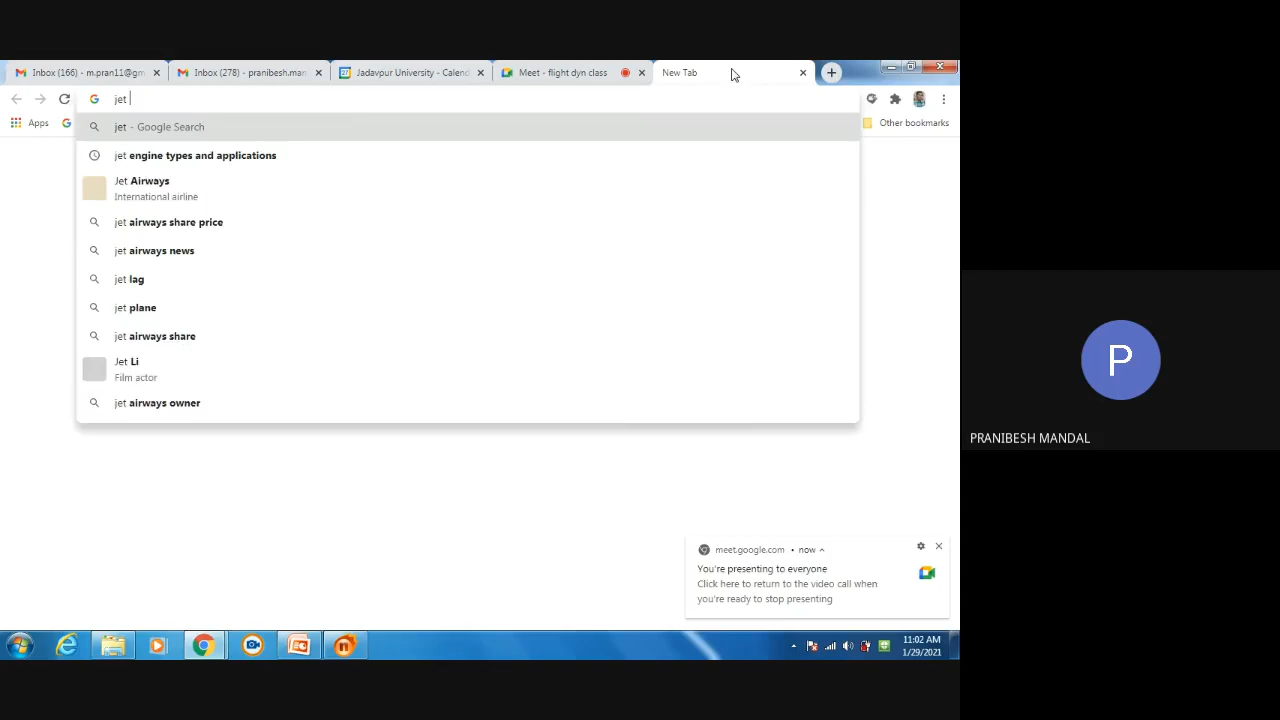 Inbox (166) - m.pran11@gm
Inbox (278) - pranibesh.man
Jadavpur University - Calend
Meet - flight dyn class
New Tab
jet
Apps
Other bookmarks
jet - Google Search
jet engine types and applications
Jet Airways
International airline
jet airways share price
jet airways news
jet lag
jet plane
jet airways share
Jet Li
Film actor
jet airways owner
P
PRANIBESH MANDAL
meet.google.com • now
You're presenting to everyone
Click here to return to the video call when
you're ready to stop presenting
11:02 AM
1/29/2021